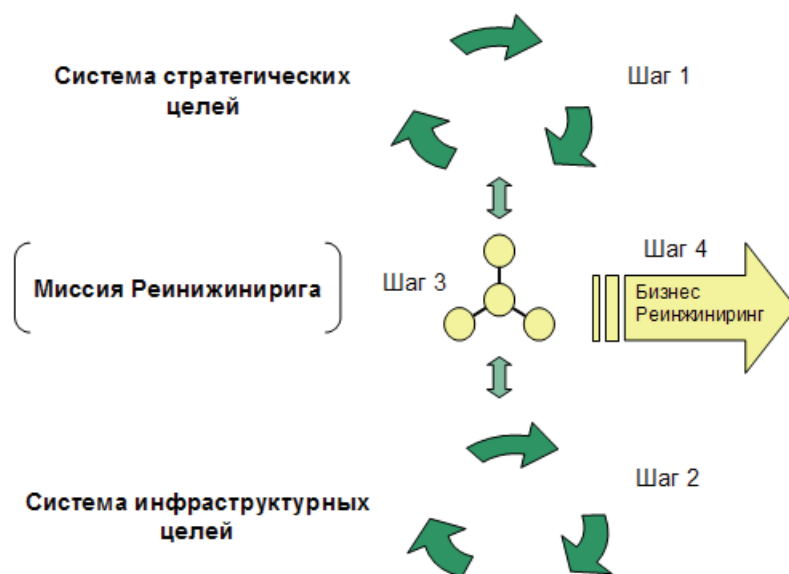 Система стратегических
целей
Шаг 1
Шаг 4
Миссия Реинижинирига
Шаг 3
Бизнес
Реинжиниринг
Шаг 2
Система инфраструктурных
целей